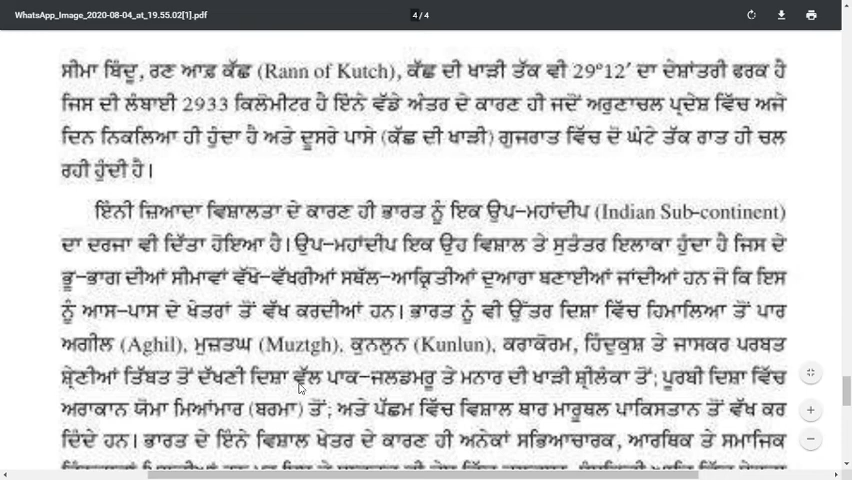 WhatsApp_Image_2020-08-04_at_19.55.02[1].pdf
4 / 4
ਸੀਮਾ ਬਿੰਦੂ, ਰਣ ਆਫ਼ ਕੱਛ (Rann of Kutch), ਕੱਛ ਦੀ ਖਾੜੀ ਤੱਕ ਵੀ 29°12′ ਦਾ ਦੇਸ਼ਾਂਤਰੀ ਫਰਕ ਹੈ
ਜਿਸ ਦੀ ਲੰਬਾਈ 2933 ਕਿਲੋਮੀਟਰ ਹੈ ਇੰਨੇ ਵੱਡੇ ਅੰਤਰ ਦੇ ਕਾਰਣ ਹੀ ਜਦੋਂ ਅਰੁਣਾਚਲ ਪ੍ਰਦੇਸ਼ ਵਿੱਚ ਅਜੇ
ਦਿਨ ਨਿਕਲਿਆ ਹੀ ਹੁੰਦਾ ਹੈ ਅਤੇ ਦੂਸਰੇ ਪਾਸੇ (ਕੱਛ ਦੀ ਖਾੜੀ) ਗੁਜਰਾਤ ਵਿੱਚ ਦੋ ਘੰਟੇ ਤੱਕ ਰਾਤ ਹੀ ਚਲ
ਰਹੀ ਹੁੰਦੀ ਹੈ।
ਇੰਨੀ ਜ਼ਿਆਦਾ ਵਿਸ਼ਾਲਤਾ ਦੇ ਕਾਰਣ ਹੀ ਭਾਰਤ ਨੂੰ ਇਕ ਉਪ-ਮਹਾਂਦੀਪ (Indian Sub-continent)
ਦਾ ਦਰਜਾ ਵੀ ਦਿੱਤਾ ਹੋਇਆ ਹੈ। ਉਪ-ਮਹਾਂਦੀਪ ਇਕ ਉਹ ਵਿਸ਼ਾਲ ਤੇ ਸੁਤੰਤਰ ਇਲਾਕਾ ਹੁੰਦਾ ਹੈ ਜਿਸ ਦੇ
ਭੂ-ਭਾਗ ਦੀਆਂ ਸੀਮਾਵਾਂ ਵੱਖੋ-ਵੱਖਰੀਆਂ ਸਥੱਲ-ਆਕ੍ਰਿਤੀਆਂ ਦੁਆਰਾ ਬਣਾਈਆਂ ਜਾਂਦੀਆਂ ਹਨ ਜੋ ਕਿ ਇਸ
ਨੂੰ ਆਸ-ਪਾਸ ਦੇ ਖੇਤਰਾਂ ਤੋਂ ਵੱਖ ਕਰਦੀਆਂ ਹਨ। ਭਾਰਤ ਨੂੰ ਵੀ ਉੱਤਰ ਦਿਸ਼ਾ ਵਿੱਚ ਹਿਮਾਲਿਆ ਤੋਂ ਪਾਰ
ਅਗੀਲ (Aghil), ਮੁਜ਼ਤਘ (Muztgh), ਕੁਨਲੁਨ (Kunlun), ਕਰਾਕੋਰਮ, ਹਿੰਦੁਕੁਸ਼ ਤੇ ਜਾਸਕਰ ਪਰਬਤ
ਸ਼੍ਰੇਣੀਆਂ ਤਿੱਬਤ ਤੋਂ ਦੱਖਣੀ ਦਿਸ਼ਾ ਵੱਲ ਪਾਕ-ਜਲਡਮਰੂ ਤੇ ਮਨਾਰ ਦੀ ਖਾੜੀ ਸ਼੍ਰੀਲੰਕਾ ਤੋਂ; ਪੂਰਬੀ ਦਿਸ਼ਾ ਵਿੱਚ
ਅਰਾਕਾਨ ਯੋਮਾ ਮਿਆਂਮਾਰ (ਬਰਮਾ) ਤੋਂ; ਅਤੇ ਪੱਛਮ ਵਿੱਚ ਵਿਸ਼ਾਲ ਥਾਰ ਮਾਰੂਥਲ ਪਾਕਿਸਤਾਨ ਤੋਂ ਵੱਖ ਕਰ
ਦਿੰਦੇ ਹਨ। ਭਾਰਤ ਦੇ ਇੰਨੇ ਵਿਸ਼ਾਲ ਖੇਤਰ ਦੇ ਕਾਰਣ ਹੀ ਅਨੇਕਾਂ ਸਭਿਆਚਾਰਕ, ਆਰਥਿਕ ਤੇ ਸਮਾਜਿਕ